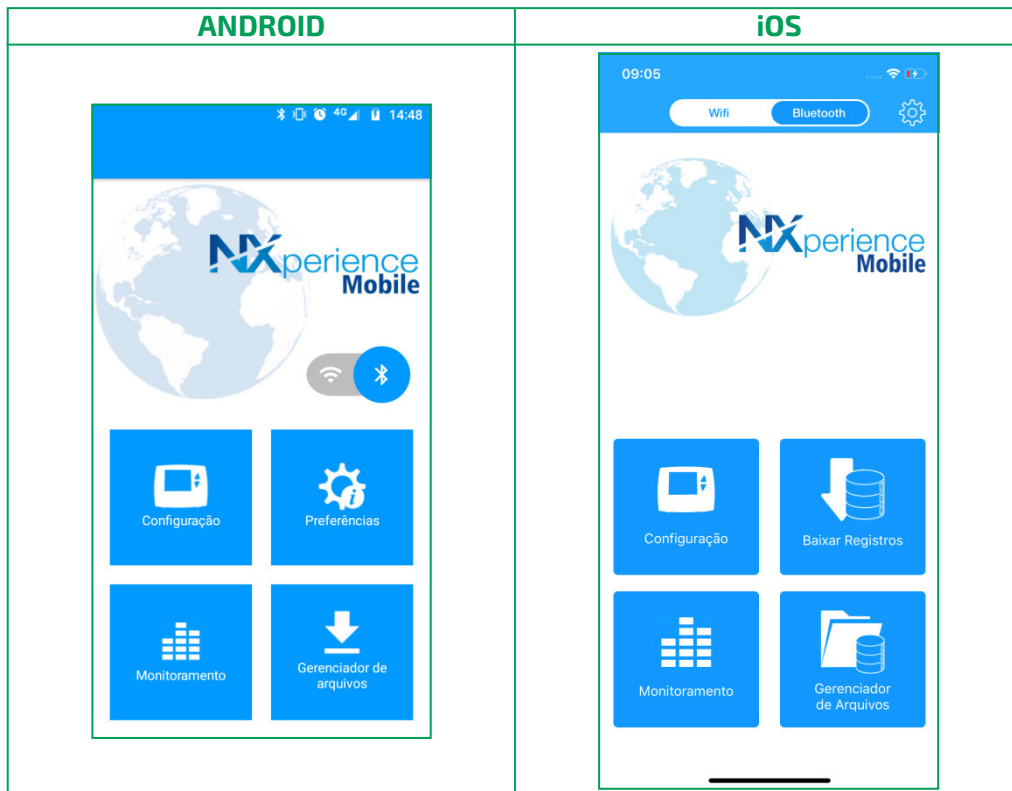 ANDROID
iOS
4G 14:48
NXperience
Mobile
Configuração
Preferências
Monitoramento
Gerenciador de
arquivos
09:05
Wifi
Bluetooth
NXperience
Mobile
Configuração
Baixar Registros
Monitoramento
Gerenciador
de Arquivos